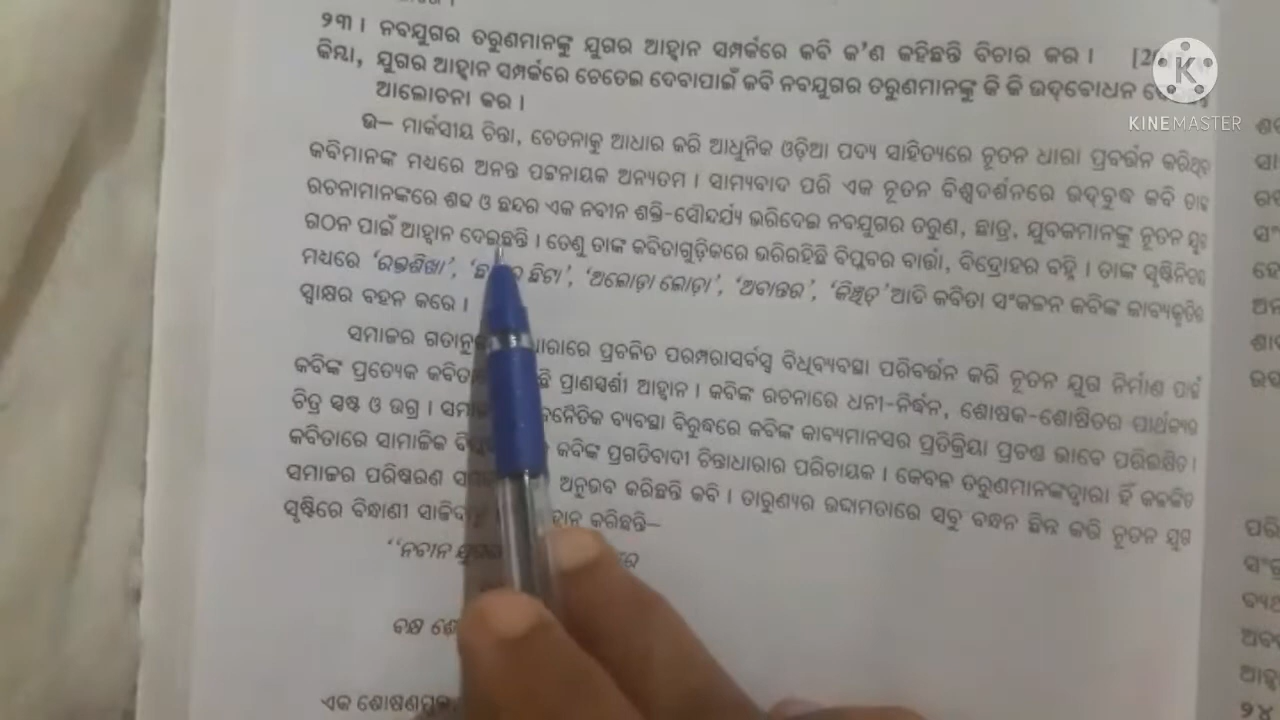 ୨୩। ନବଯୁଗର ତରୁଣମାନଙ୍କୁ ଯୁଗର ଆହ୍ୱାନ ସମ୍ପର୍କରେ କବି କ'ଣ କହିଛନ୍ତି ବିଚାର କର। [20
K
KINEMASTER
କିମ୍ବା, ଯୁଗର ଆହ୍ୱାନ ସମ୍ପର୍କରେ ଚେତେଇ ଦେବାପାଇଁ କବି ନବଯୁଗର ତରୁଣମାନଙ୍କୁ କି କି ଉଦ୍‌ବୋଧନ
ଆଲୋଚନା କର।
ଉ– ମାର୍କସୀୟ ଚିନ୍ତା, ଚେତନାକୁ ଆଧାର କରି ଆଧୁନିକ ଓଡ଼ିଆ ପଦ୍ୟ ସାହିତ୍ୟରେ ନୂତନ ଧାରା ପ୍ରବର୍ତ୍ତନ କରିଥିବା
କବିମାନଙ୍କ ମଧ୍ୟରେ ଅନନ୍ତ ପଟ୍ଟନାୟକ ଅନ୍ୟତମ। ସାମ୍ୟବାଦ ପରି ଏକ ନୂତନ ବିଶ୍ୱଦର୍ଶନରେ ଉଦ୍‌ବୁଦ୍ଧ କବି ତାଙ୍କ
ରଚନାମାନଙ୍କରେ ଶବ୍ଦ ଓ ଛନ୍ଦର ଏକ ନବୀନ ଶକ୍ତି-ସୌନ୍ଦର୍ଯ୍ୟ ଭରିଦେଇ ନବଯୁଗର ତରୁଣ, ଛାତ୍ର, ଯୁବକମାନଙ୍କୁ ନୂତନ ଯୁଗ
ଗଠନ ପାଇଁ ଆହ୍ୱାନ ଦେଇଛନ୍ତି। ତେଣୁ ତାଙ୍କ କବିତାଗୁଡ଼ିକରେ ଭରିରହିଛି ବିପ୍ଳବର ବାର୍ତ୍ତା, ବିଦ୍ରୋହର ବହ୍ନି। ତାଙ୍କ ସୃଷ୍ଟିନିଚୟ
ମଧ୍ୟରେ 'ରକ୍ତଶିଖା', ଛିଟା', 'ଅଲୋଡ଼ା ଲୋଡ଼ା', 'ଅବାନ୍ତର', 'କିଞ୍ଚିତ୍' ଆଦି କବିତା ସଂକଳନ କବିଙ୍କ କାବ୍ୟକୃତିର
ସ୍ୱାକ୍ଷର ବହନ କରେ।
ସମାଜର ଧାରାରେ ପ୍ରଚଳିତ ପରମ୍ପରାସର୍ବସ୍ୱ ବିଧିବ୍ୟବସ୍ଥା ପରିବର୍ତ୍ତନ କରି ନୂତନ ଯୁଗ ନିର୍ମାଣ ପାଇଁ
କବିଙ୍କ ପ୍ରତ୍ୟେକ ପ୍ରାଣସ୍ପର୍ଶୀ ଆହ୍ୱାନ। କବିଙ୍କ ରଚନାରେ ଧନୀ-ନିର୍ଦ୍ଧନ, ଶୋଷକ-ଶୋଷିତର ପାର୍ଥକ୍ୟର
ଚିତ୍ର ସ୍ପଷ୍ଟ ଓ ଉଗ୍ର। ବ୍ୟବସ୍ଥା ବିରୁଦ୍ଧରେ କବିଙ୍କ କାବ୍ୟମାନସର ପ୍ରତିକ୍ରିୟା ପ୍ରଚଣ୍ଡ ଭାବେ ପରିଲକ୍ଷିତ।
କବିତାରେ ସାମାଜିକ କବିଙ୍କ ପ୍ରଗତିବାଦୀ ଚିନ୍ତାଧାରାର ପରିଚାୟକ। କେବଳ ତରୁଣମାନଙ୍କଦ୍ୱାରା ହିଁ କଳଙ୍କିତ
ସମାଜର ପରିଷ୍କରଣ ଅନୁଭବ କରିଛନ୍ତି କବି। ତାରୁଣ୍ୟର ଉଦ୍ଦାମତାରେ ସବୁ ବନ୍ଧନ ଛିନ୍ନ କରି ନୂତନ ଯୁଗ
ସୃଷ୍ଟିରେ ବିନ୍ଧାଣୀ କରିଛନ୍ତି–
"ନବୀନ
ବକ୍ଷ
ଏକ